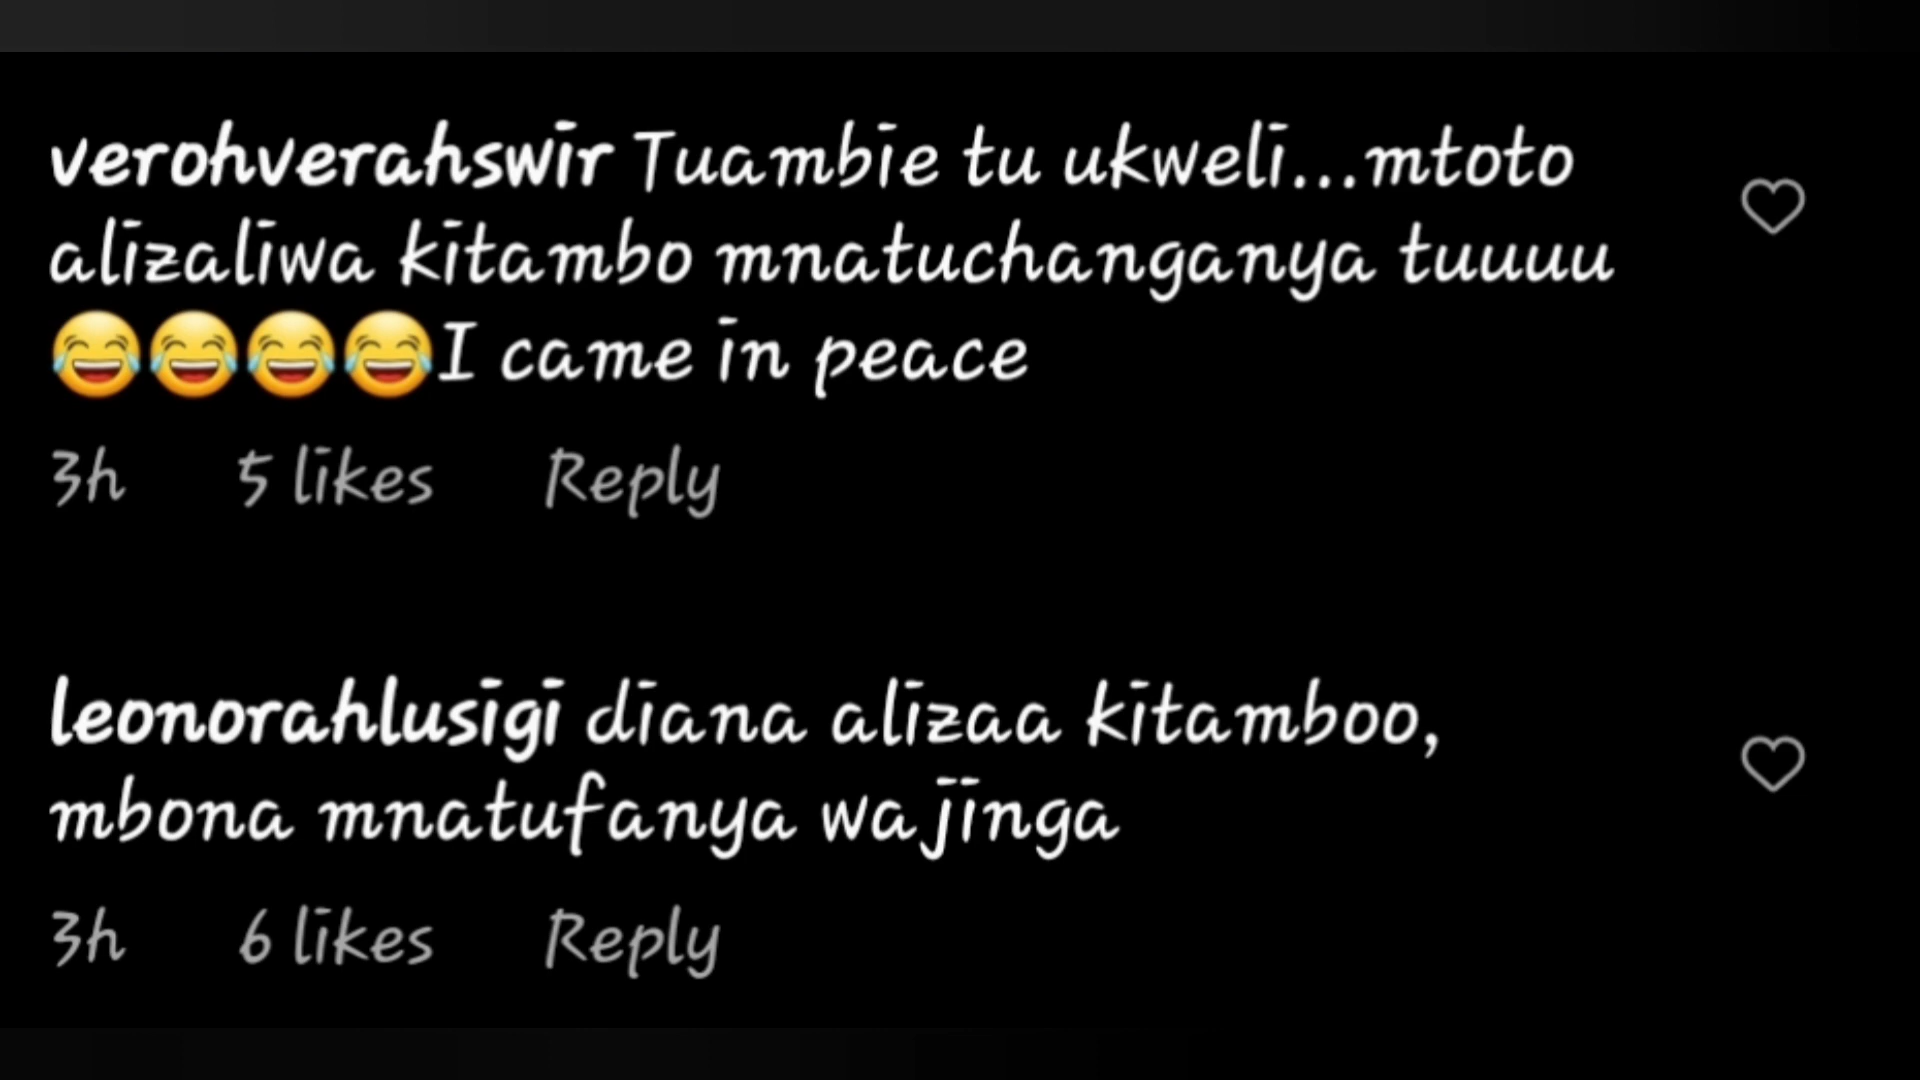 verohverahswir Tuambie tu ukweli...mtoto
alizaliwa kitambo mnatuchanganya tuuuu
😂😂😂😂I came in peace
3h 5 likes Reply
leonorahlusigi diana alizaa kitamboo,
mbona mnatufanya wajinga
3h 6 likes Reply